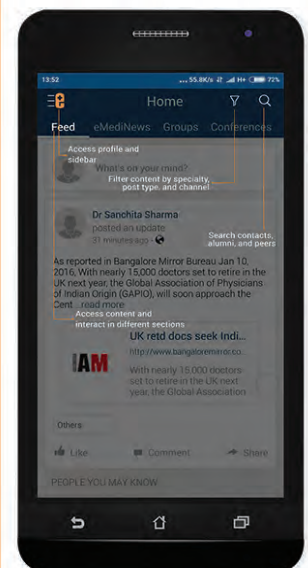 13:52
... 55.8K/s H+ 72%
Home
Feed eMediNews Groups Conferences
Access profile and
sidebar
What's on your mind?
Filter content by specialty,
post type, and channel
Dr Sanchita Sharma
posted an update
31 minutes ago -
Search contacts,
alumni, and peers
As reported in Bangalore Mirror Bureau Jan 10,
2016, With nearly 15,000 doctors set to retire in the
UK next year, the Global Association of Physicians
of Indian Origin (GAPIO), will soon approach the
Cent ...read more
Access content and
interact in different sections
UK retd docs seek Indi...
http://www.bangaloremirror.co...
IAM
With nearly 15,000 doctors
set to retire in the UK next
year, the Global Association
Others
Like Comment Share
PEOPLE YOU MAY KNOW